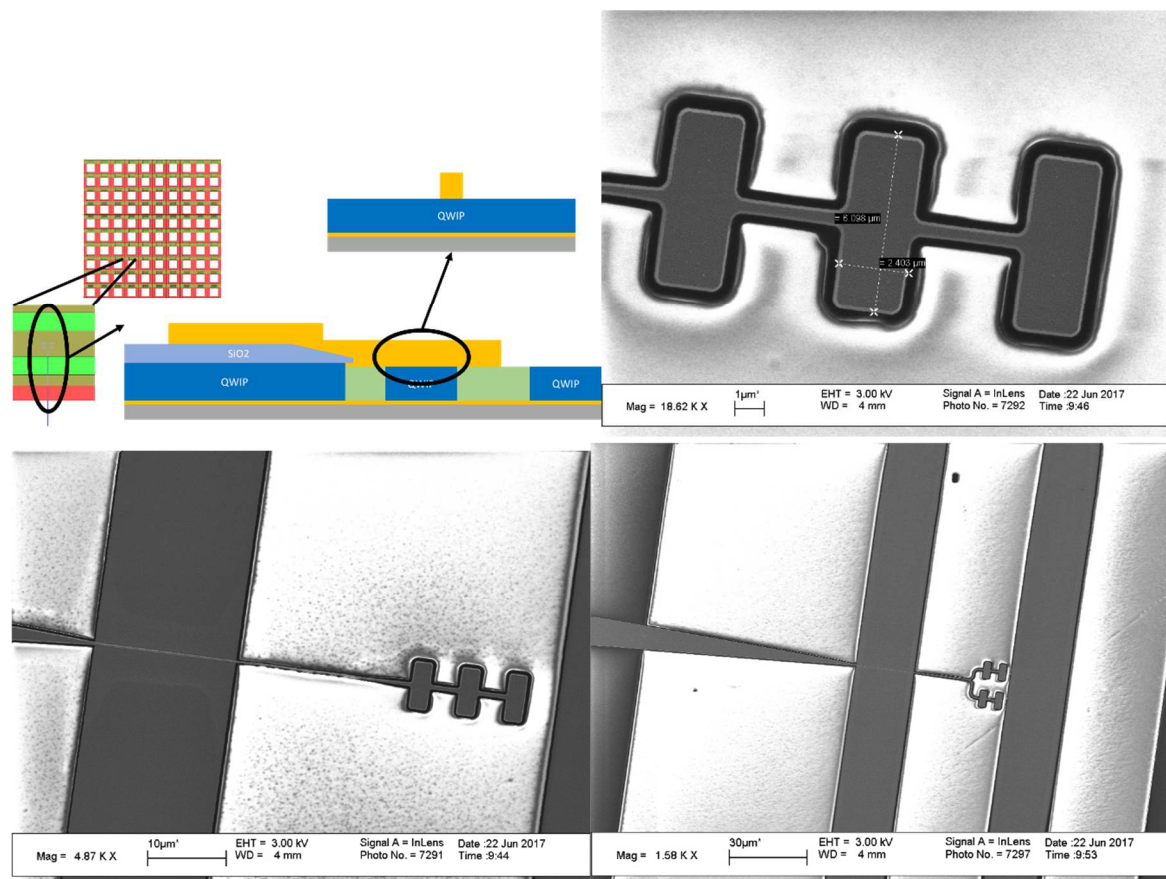 QWIP
SiO2
QWIP
QWIP
QWIP
= 6.098 µm
= 2.403 µm
Mag = 18.62 K X
1µm'
EHT = 3.00 kV
WD = 4 mm
Signal A = InLens
Photo No. = 7292
Date :22 Jun 2017
Time :9:46
Mag = 4.87 K X
10µm'
EHT = 3.00 kV
WD = 4 mm
Signal A = InLens
Photo No. = 7291
Date :22 Jun 2017
Time :9:44
Mag = 1.58 K X
30µm'
EHT = 3.00 kV
WD = 4 mm
Signal A = InLens
Photo No. = 7297
Date :22 Jun 2017
Time :9:53